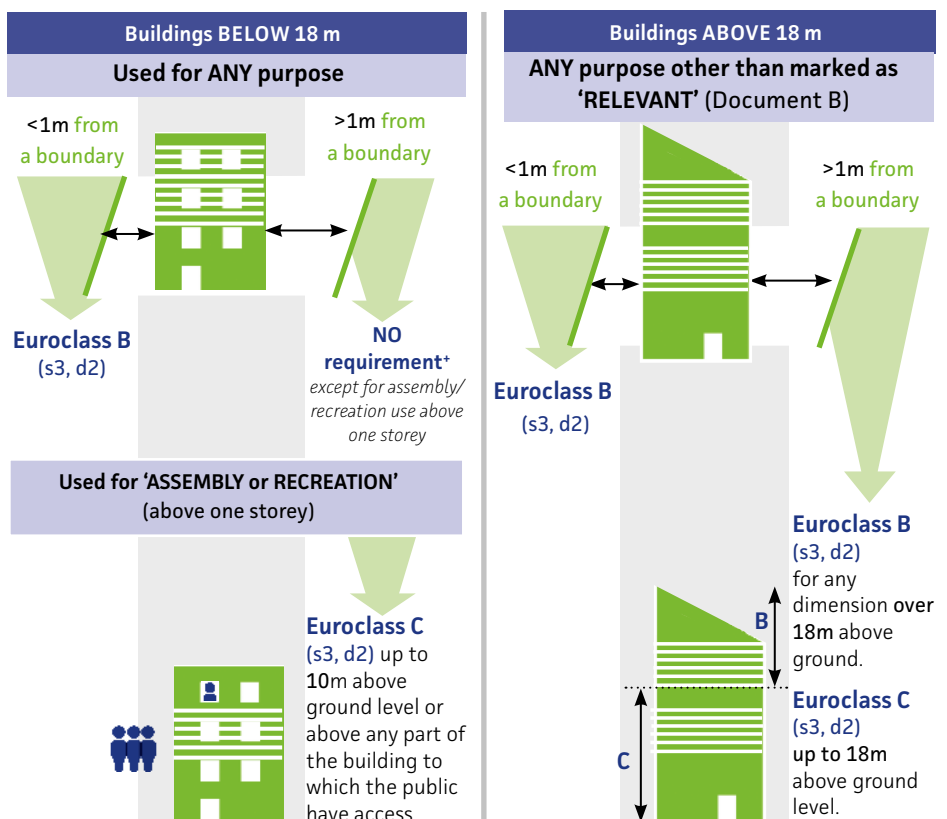 Buildings BELOW 18 m
Used for ANY purpose
<1m from
a boundary
>1m from
a boundary
Euroclass B
(s3, d2)
NO
requirement⁺
except for assembly/
recreation use above
one storey
Used for ‘ASSEMBLY or RECREATION’
(above one storey)
Euroclass C
(s3, d2) up to
10m above
ground level or
above any part of
the building to
which the public
have access
Buildings ABOVE 18 m
ANY purpose other than marked as
‘RELEVANT’ (Document B)
<1m from
a boundary
>1m from
a boundary
Euroclass B
(s3, d2)
Euroclass B
(s3, d2)
for any
dimension over
18m above
ground.
B
Euroclass C
(s3, d2)
up to 18m
above ground
level.
C